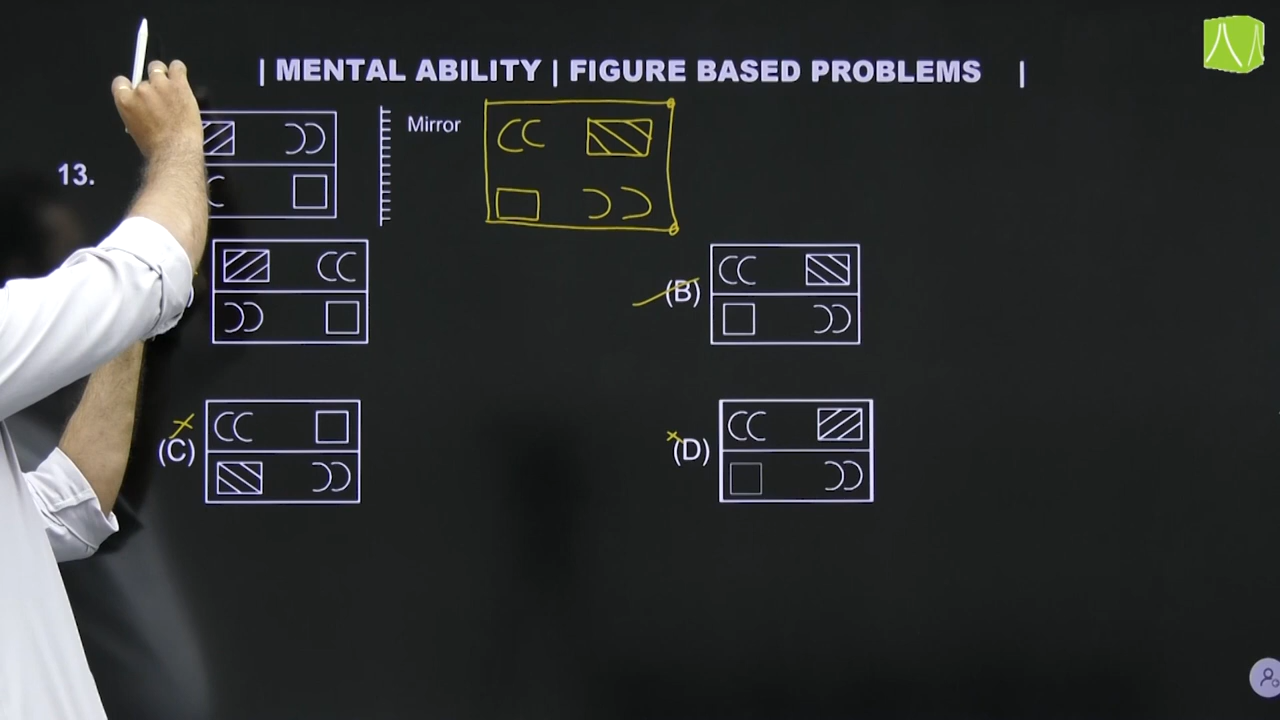 | MENTAL ABILITY | FIGURE BASED PROBLEMS |
Mirror
13.
(B)
(C)
(D)